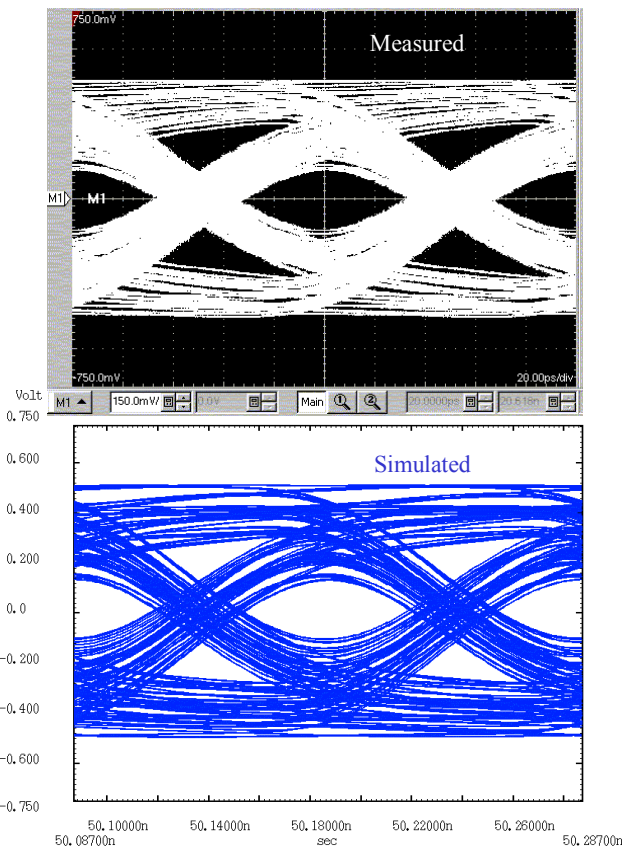 750.0mV
Measured
M1
M1
-750.0mV
20.00ps/div
M1
150.0mV/
0.0V
Main
1
2
20.0000ps
20.618n
Volt
0.750
Simulated
0.600
0.400
0.200
0.0
-0.200
-0.400
-0.600
-0.750
50.10000n
50.14000n
50.18000n
50.22000n
50.26000n
50.08700n
sec
50.28700n